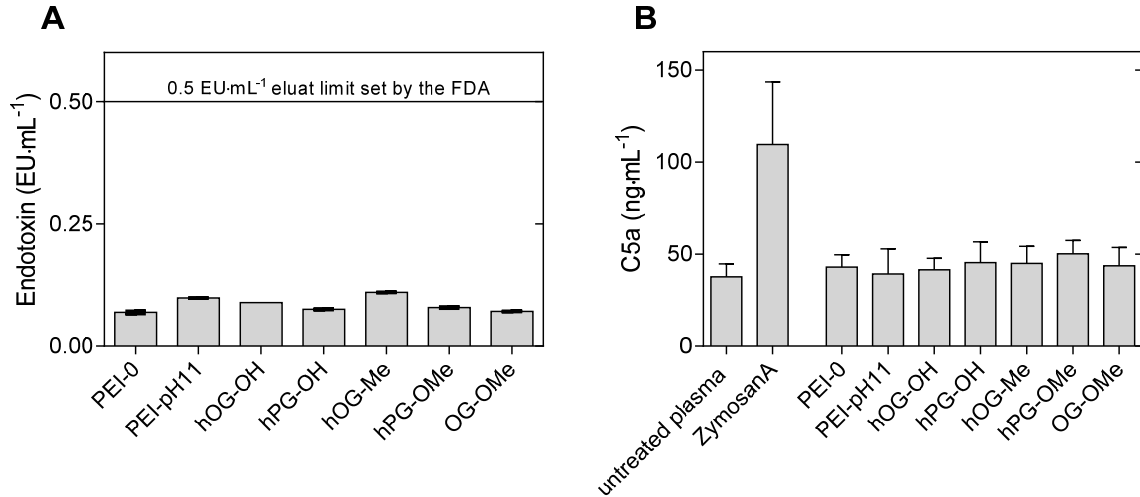 A
0.5 EU·mL⁻¹ eluat limit set by the FDA
Endotoxin (EU·mL⁻¹)
0.50
0.25
0.00
PEI-0
PEI-pH11
hOG-OH
hPG-OH
hOG-Me
hPG-OMe
OG-OMe
B
C5a (ng·mL⁻¹)
150
100
50
0
untreated plasma
ZymosanA
PEI-0
PEI-pH11
hOG-OH
hPG-OH
hOG-Me
hPG-OMe
OG-OMe